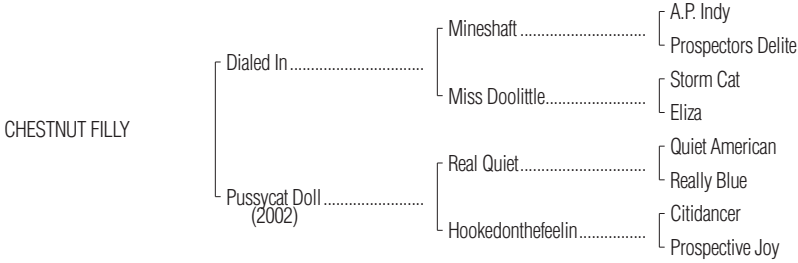 A.P. Indy
Mineshaft ..............................
Prospectors Delite
Dialed In................................
Storm Cat
Miss Doolittle........................
Eliza
CHESTNUT FILLY
Quiet American
Real Quiet..............................
Really Blue
Pussycat Doll ........................
(2002)
Citidancer
Hookedonthefeelin................
Prospective Joy